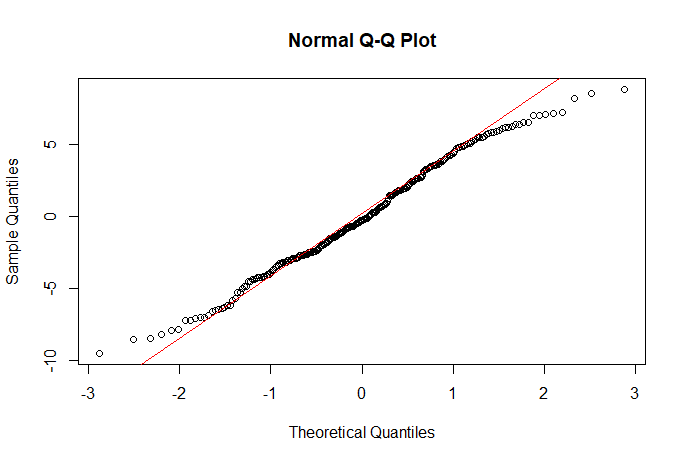 Normal Q-Q Plot
Sample Quantiles
5
0
-5
-10
-3 -2 -1 0 1 2 3
Theoretical Quantiles